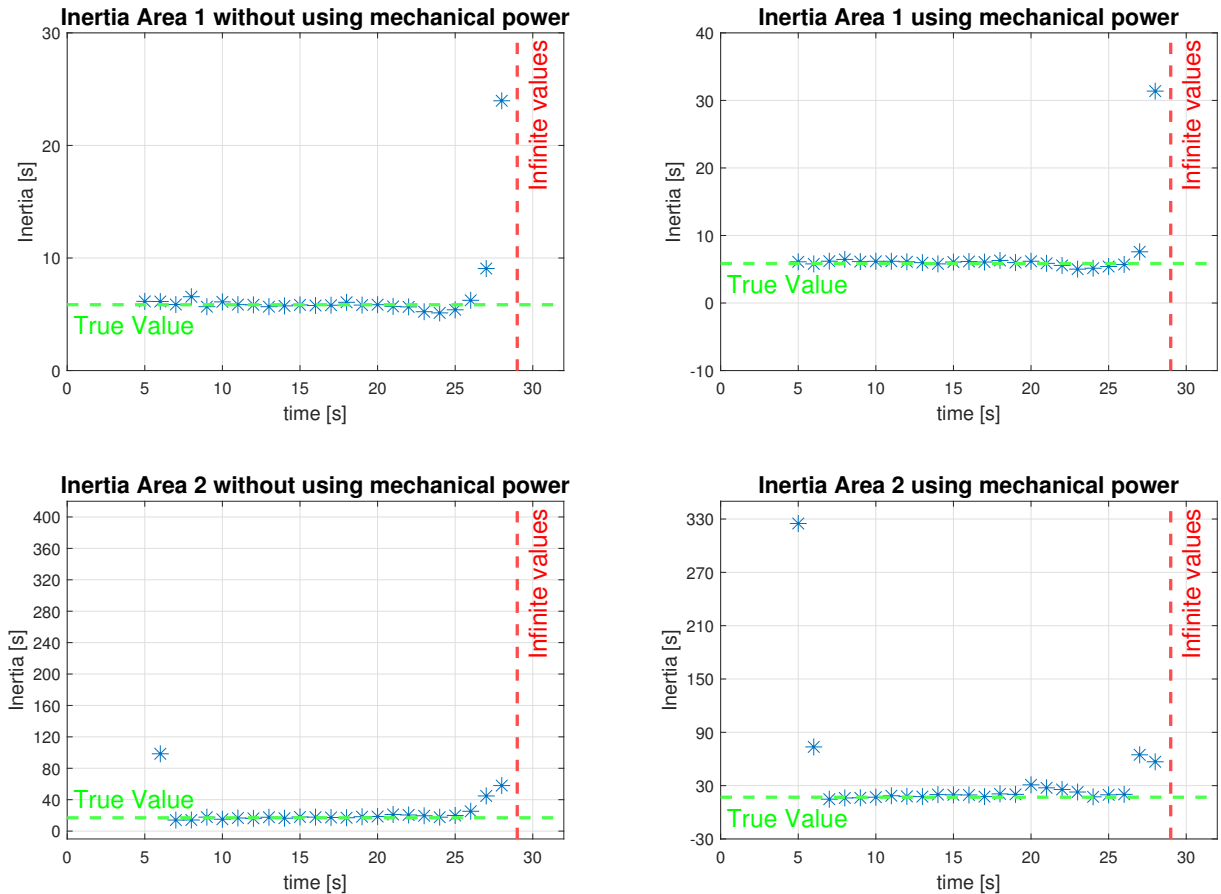 Inertia Area 1 without using mechanical power
30
20
10
0
Inertia [s]
True Value
Infinite values
0 5 10 15 20 25 30
time [s]
Inertia Area 1 using mechanical power
40
30
20
10
0
-10
Inertia [s]
True Value
Infinite values
0 5 10 15 20 25 30
time [s]
Inertia Area 2 without using mechanical power
400
360
320
280
240
200
160
120
80
40
0
Inertia [s]
True Value
Infinite values
0 5 10 15 20 25 30
time [s]
Inertia Area 2 using mechanical power
330
270
210
150
90
30
-30
Inertia [s]
True Value
Infinite values
0 5 10 15 20 25 30
time [s]